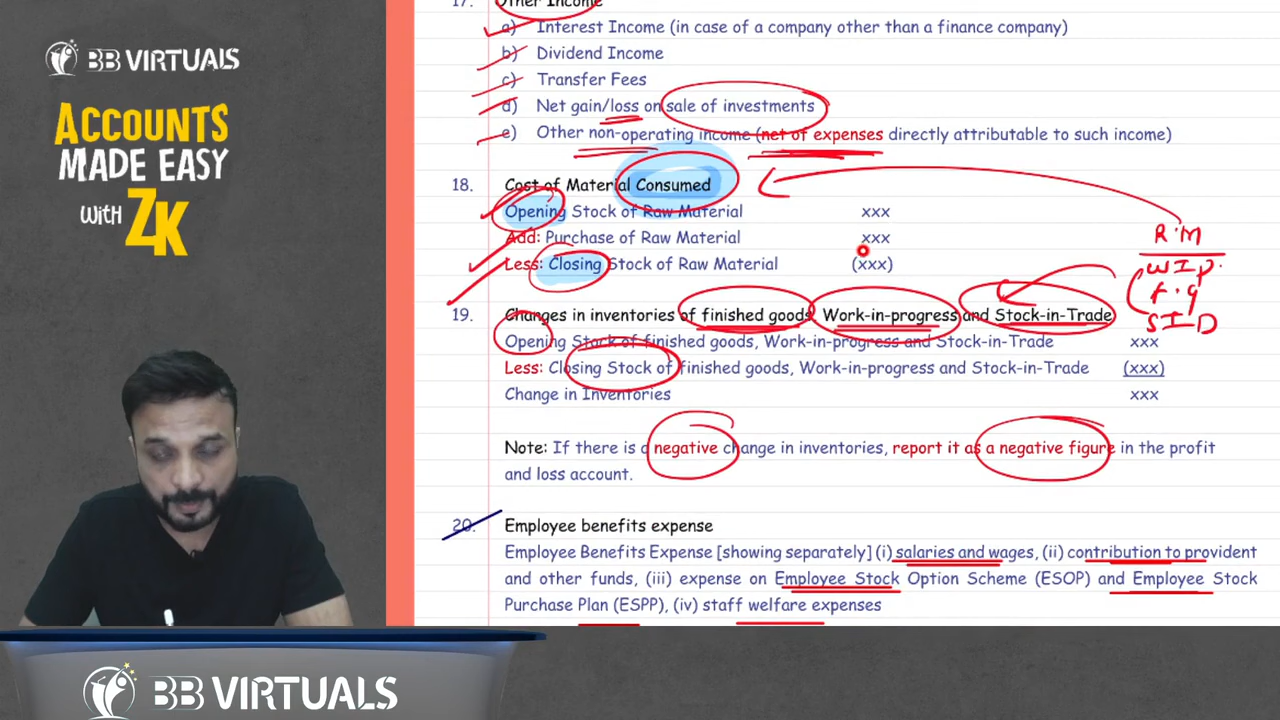 BB VIRTUALS
ACCOUNTS
MADE EASY
with ZK
17. Other Income
a) Interest Income (in case of a company other than a finance company)
b) Dividend Income
c) Transfer Fees
d) Net gain/loss on sale of investments
e) Other non-operating income (net of expenses directly attributable to such income)
18. Cost of Material Consumed
Opening Stock of Raw Material xxx
Add: Purchase of Raw Material xxx
Less: Closing Stock of Raw Material (xxx)
R.M
WIP.
F.g
SID
19. Changes in inventories of finished goods, Work-in-progress and Stock-in-Trade
Opening Stock of finished goods, Work-in-progress and Stock-in-Trade xxx
Less: Closing Stock of finished goods, Work-in-progress and Stock-in-Trade (xxx)
Change in Inventories xxx
Note: If there is a negative change in inventories, report it as a negative figure in the profit
and loss account.
20. Employee benefits expense
Employee Benefits Expense [showing separately] (i) salaries and wages, (ii) contribution to provident
and other funds, (iii) expense on Employee Stock Option Scheme (ESOP) and Employee Stock
Purchase Plan (ESPP), (iv) staff welfare expenses
BB VIRTUALS